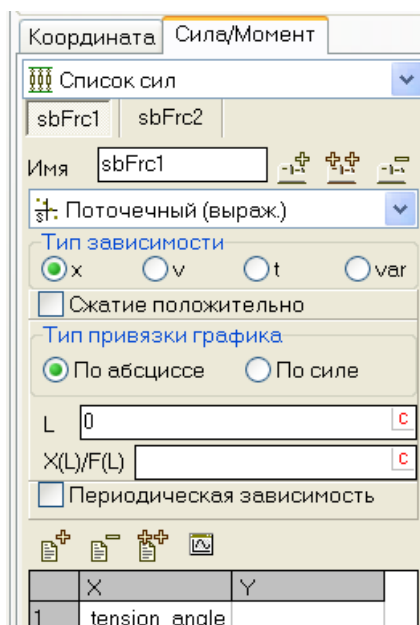 Координата Сила/Момент
Список сил
sbFrc1 sbFrc2
Имя sbFrc1
Поточечный (выраж.)
Тип зависимости
x v t var
Сжатие положительно
Тип привязки графика
По абсциссе По силе
L 0 C
X(L)/F(L) C
Периодическая зависимость
X Y
1 tension_angle